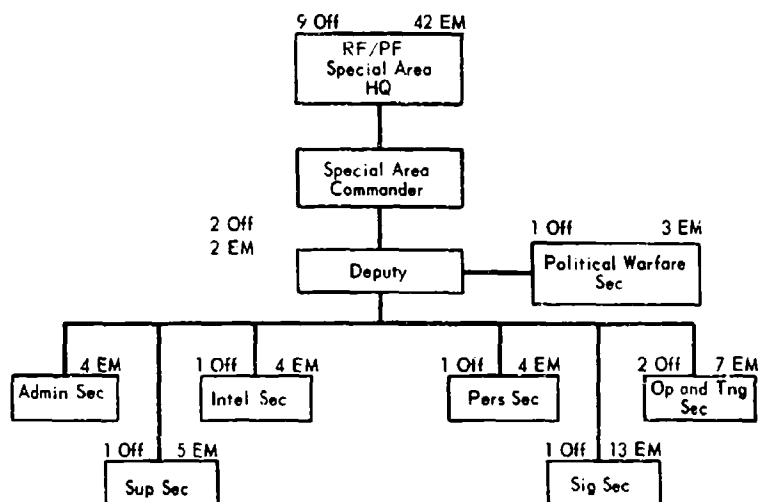 9 Off 42 EM
RF/PF
Special Area
HQ
Special Area
Commander
2 Off
2 EM
Deputy
1 Off 3 EM
Political Warfare
Sec
4 EM
Admin Sec
1 Off 4 EM
Intel Sec
1 Off 4 EM
Pers Sec
2 Off 7 EM
Op and Tng
Sec
1 Off 5 EM
Sup Sec
1 Off 13 EM
Sig Sec